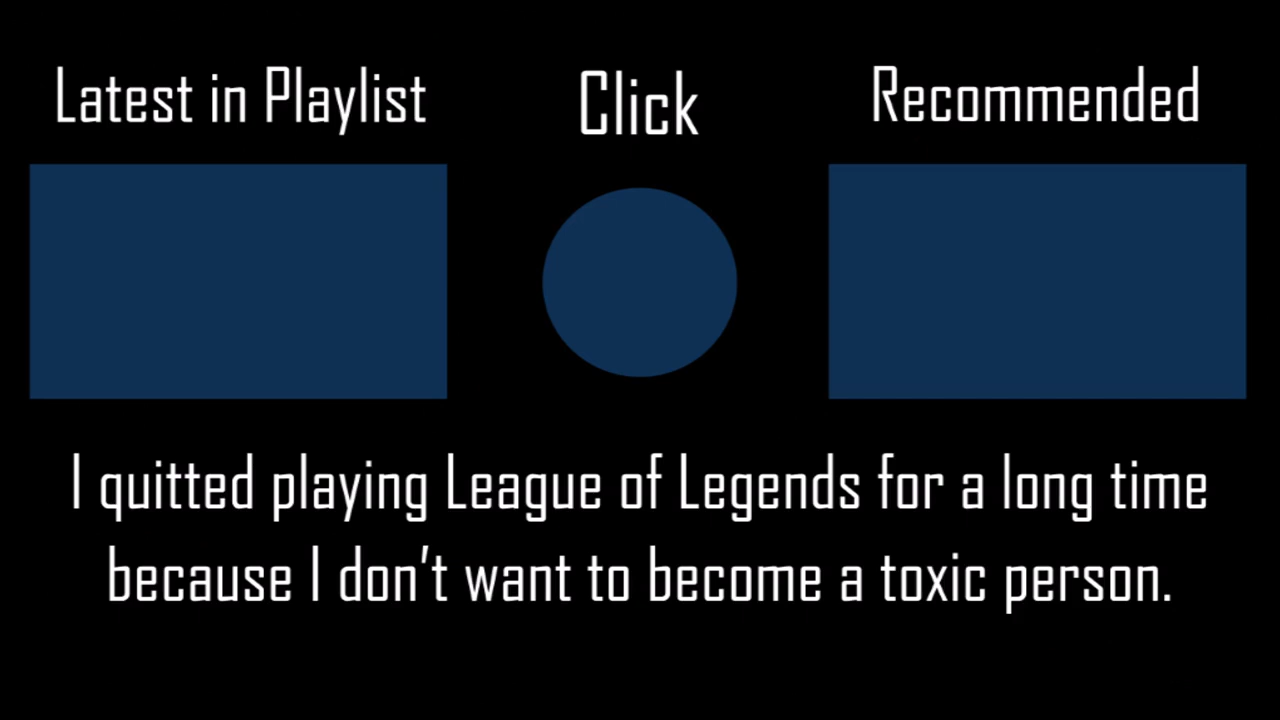 Latest in Playlist
Click
Recommended
I quitted playing League of Legends for a long time
because I don't want to become a toxic person.